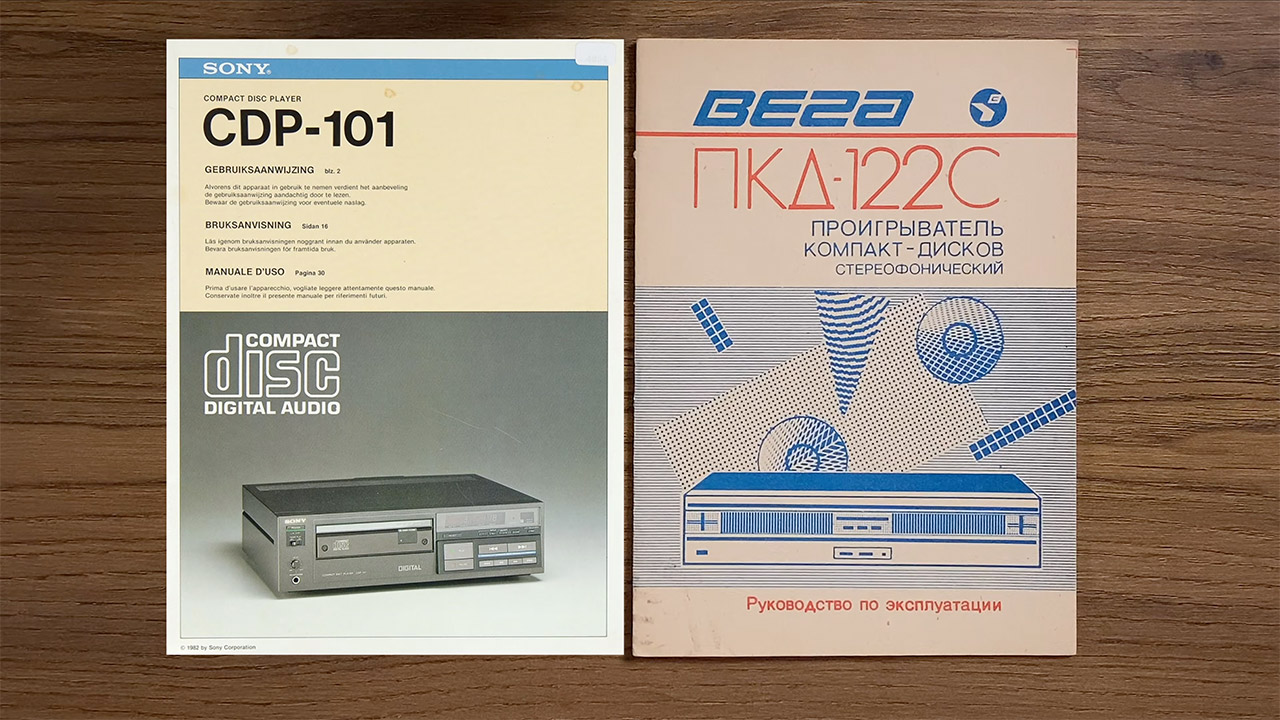 SONY®
COMPACT DISC PLAYER
CDP-101
GEBRUIKSAANWIJZING blz. 2
Alvorens dit apparaat in gebruik te nemen verdient het aanbeveling
de gebruiksaanwijzing aandachtig door te lezen.
Bewaar de gebruiksaanwijzing voor eventuele naslag.
BRUKSANVISNING Sidan 16
Läs igenom bruksanvisningen noggrant innan du använder apparaten.
Bevara bruksanvisningen för framtida bruk.
MANUALE D'USO Pagina 30
Prima d'usare l'apparecchio, vogliate leggere attentamente questo manuale.
Conservate inoltre il presente manuale per riferimenti futuri.
COMPACT
disc
DIGITAL AUDIO
SONY
DIGITAL
© 1982 by Sony Corporation
ВЕГА
ПКД-122С
ПРОИГРЫВАТЕЛЬ
КОМПАКТ-ДИСКОВ
СТЕРЕОФОНИЧЕСКИЙ
Руководство по эксплуатации